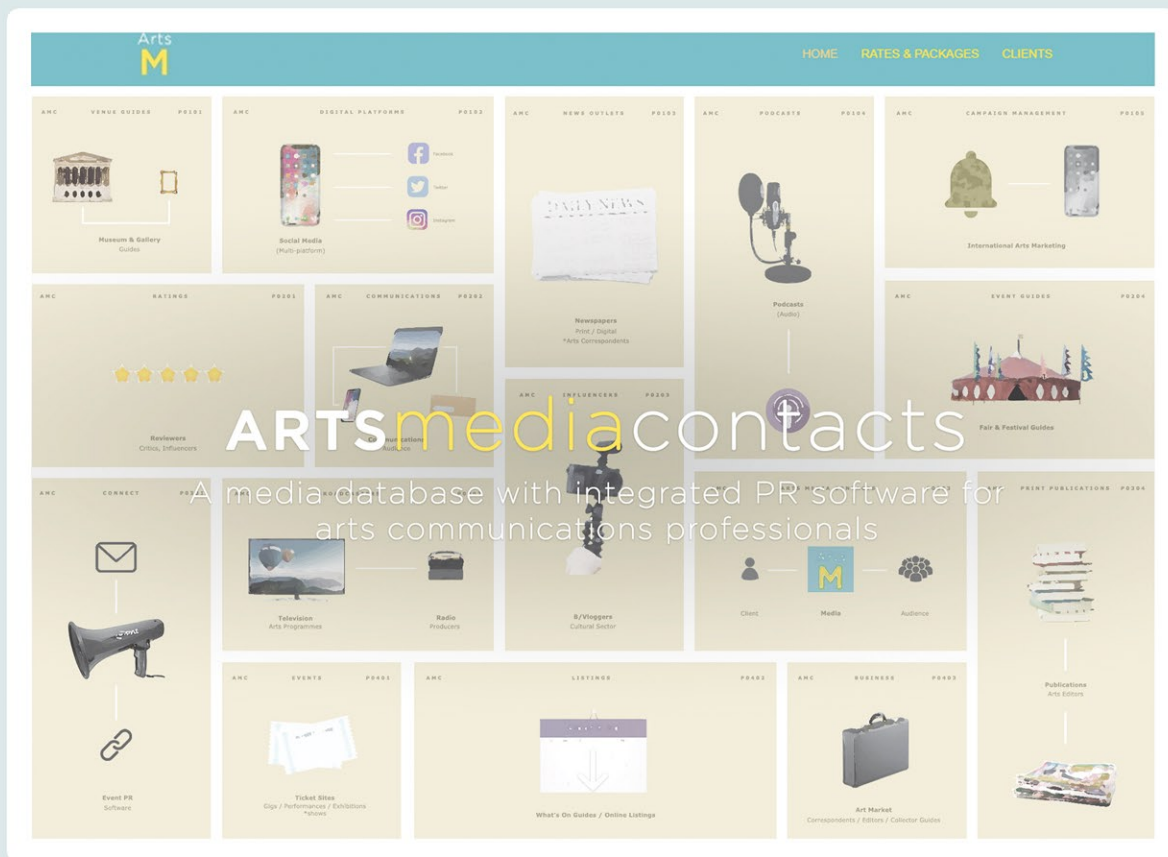 Arts
M
HOME RATES & PACKAGES CLIENTS
AMC VENUE GUIDES P0101
Museum & Gallery
Guides
AMC DIGITAL PLATFORMS P0102
Facebook
Twitter
Instagram
Social Media
(Multi-platform)
AMC NEWS OUTLETS P0103
DAILY NEWS
Newspapers
Print / Digital
*Arts Correspondents
AMC PODCASTS P0104
Podcasts
(Audio)
AMC CAMPAIGN MANAGEMENT P0105
International Arts Marketing
AMC RATINGS P0201
Reviewers
Critics, Influencers
AMC COMMUNICATIONS P0202
Communications
Audience
AMC INFLUENCERS P0203
AMC EVENT GUIDES P0204
Fair & Festival Guides
ARTSmediacontacts
A media database with integrated PR software for
arts communications professionals
AMC CONNECT
Event PR
Software
Television
Arts Programmes
Radio
Producers
B/Vloggers
Cultural Sector
Client
M
Media
Audience
PRINT PUBLICATIONS P0304
Publications
Arts Editors
AMC EVENTS P0401
Ticket Sites
Gigs / Performances / Exhibitions
*shows
AMC LISTINGS P0402
What's On Guides / Online Listings
AMC BUSINESS P0403
Art Market
Correspondents / Editors / Collector Guides